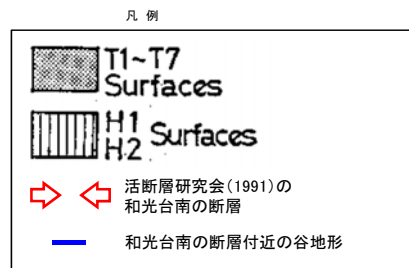 凡 例
T1~T7
Surfaces
H1
H2 Surfaces
活断層研究会(1991)の
和光台南の断層
和光台南の断層付近の谷地形